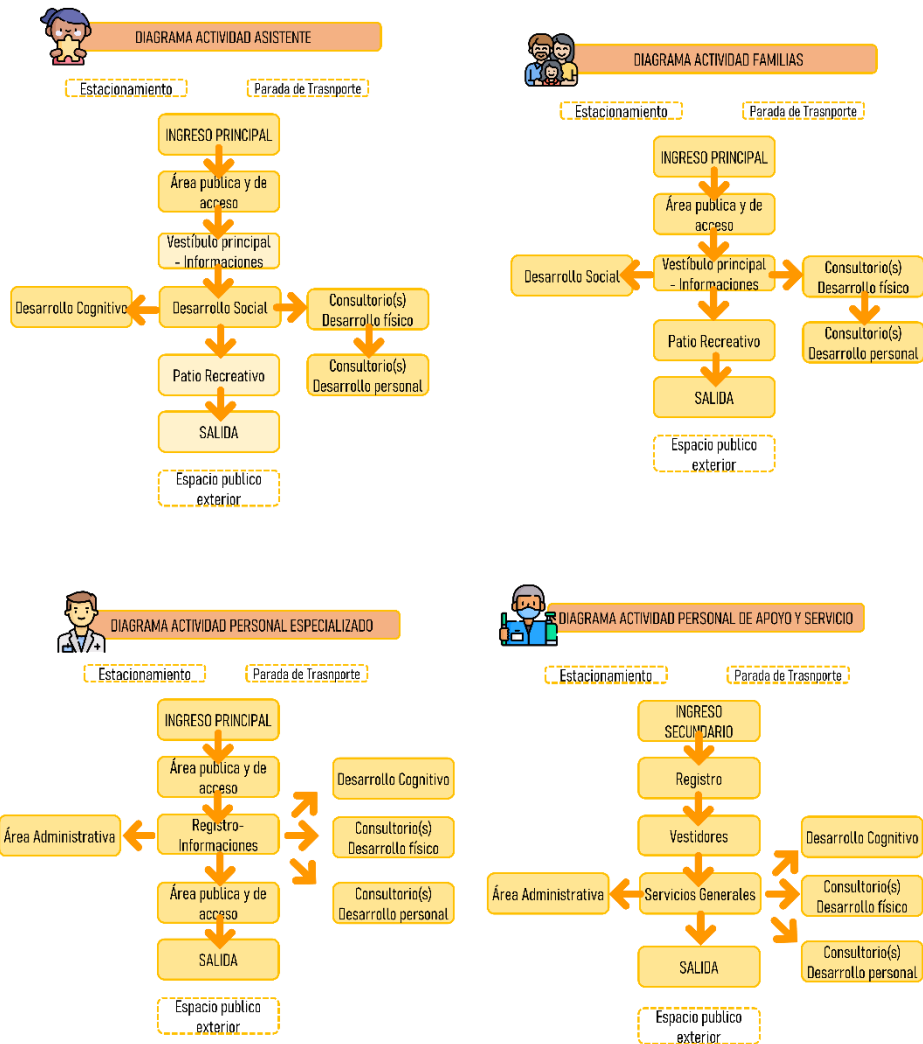 DIAGRAMA ACTIVIDAD ASISTENTE
Estacionamiento
Parada de Trasnporte
INGRESO PRINCIPAL
Área publica y de
acceso
Vestíbulo principal
- Informaciones
Desarrollo Cognitivo
Desarrollo Social
Consultorio(s)
Desarrollo físico
Consultorio(s)
Desarrollo personal
Patio Recreativo
SALIDA
Espacio publico
exterior
DIAGRAMA ACTIVIDAD FAMILIAS
Estacionamiento
Parada de Trasnporte
INGRESO PRINCIPAL
Área publica y de
acceso
Desarrollo Social
Vestíbulo principal
- Informaciones
Consultorio(s)
Desarrollo físico
Consultorio(s)
Desarrollo personal
Patio Recreativo
SALIDA
Espacio publico
exterior
DIAGRAMA ACTIVIDAD PERSONAL ESPECIALIZADO
Estacionamiento
Parada de Trasnporte
INGRESO PRINCIPAL
Área publica y de
acceso
Desarrollo Cognitivo
Área Administrativa
Registro-
Informaciones
Consultorio(s)
Desarrollo físico
Consultorio(s)
Desarrollo personal
Área publica y de
acceso
SALIDA
Espacio publico
exterior
DIAGRAMA ACTIVIDAD PERSONAL DE APOYO Y SERVICIO
Estacionamiento
Parada de Trasnporte
INGRESO
SECUNDARIO
Registro
Vestidores
Desarrollo Cognitivo
Área Administrativa
Servicios Generales
Consultorio(s)
Desarrollo físico
Consultorio(s)
Desarrollo personal
SALIDA
Espacio publico
exterior